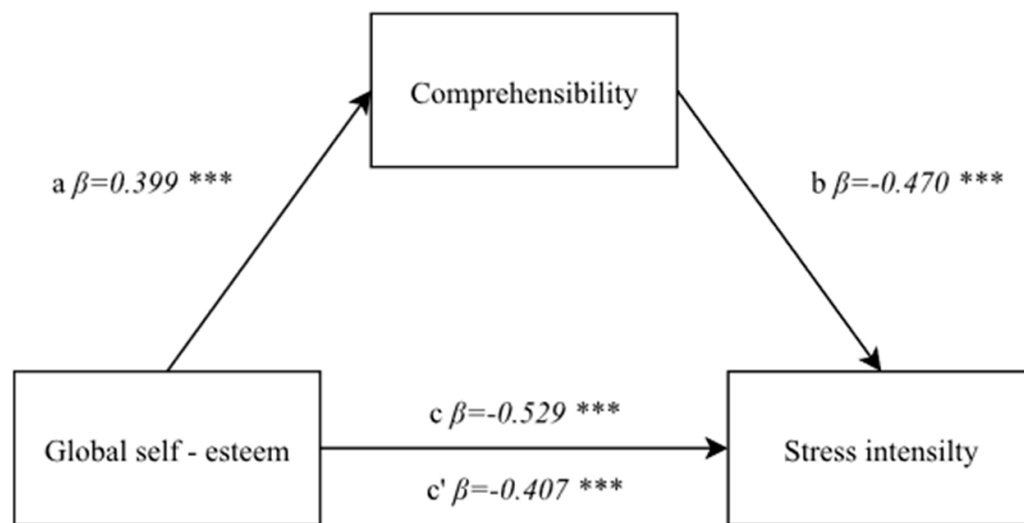 Comprehensibility
a β=0.399 ***
b β=-0.470 ***
c β=-0.529 ***
Global self - esteem
Stress intensilty
c' β=-0.407 ***